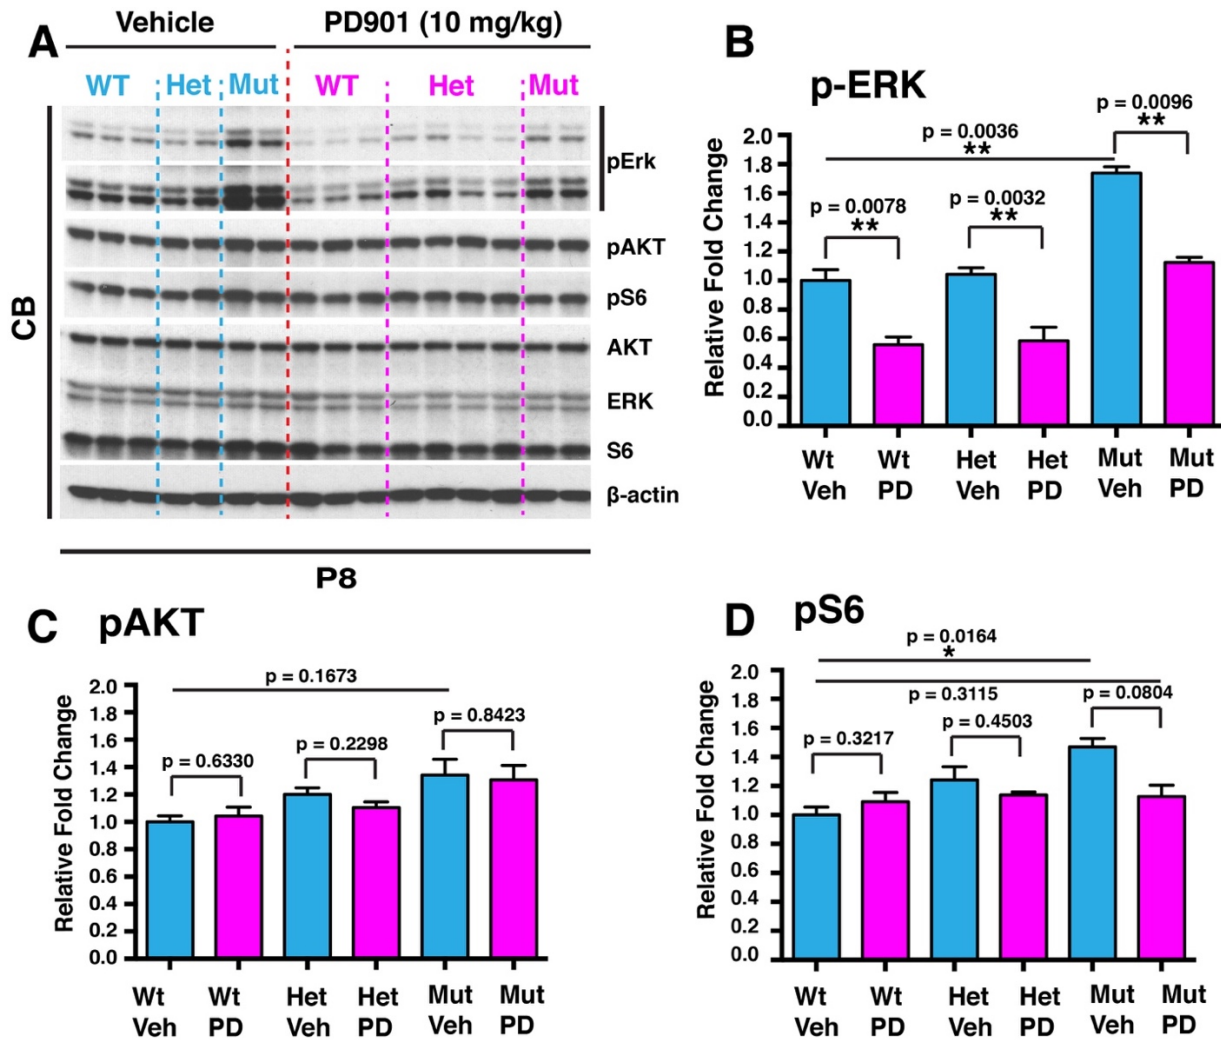 A
Vehicle
PD901 (10 mg/kg)
WT
Het
Mut
WT
Het
Mut
CB
pErk
pAKT
pS6
AKT
ERK
S6
β-actin
P8
B
p-ERK
p = 0.0096
**
p = 0.0036
**
p = 0.0078
**
p = 0.0032
**
Relative Fold Change
2.0
1.8
1.6
1.4
1.2
1.0
0.8
0.6
0.4
0.2
0.0
Wt Wt Het Het Mut Mut
Veh PD Veh PD Veh PD
C
pAKT
p = 0.1673
p = 0.8423
p = 0.2298
p = 0.6330
Relative Fold Change
2.0
1.8
1.6
1.4
1.2
1.0
0.8
0.6
0.4
0.2
0.0
Wt Wt Het Het Mut Mut
Veh PD Veh PD Veh PD
D
pS6
p = 0.0164
*
p = 0.3115
p = 0.0804
p = 0.4503
p = 0.3217
Relative Fold Change
2.0
1.8
1.6
1.4
1.2
1.0
0.8
0.6
0.4
0.2
0.0
Wt Wt Het Het Mut Mut
Veh PD Veh PD Veh PD